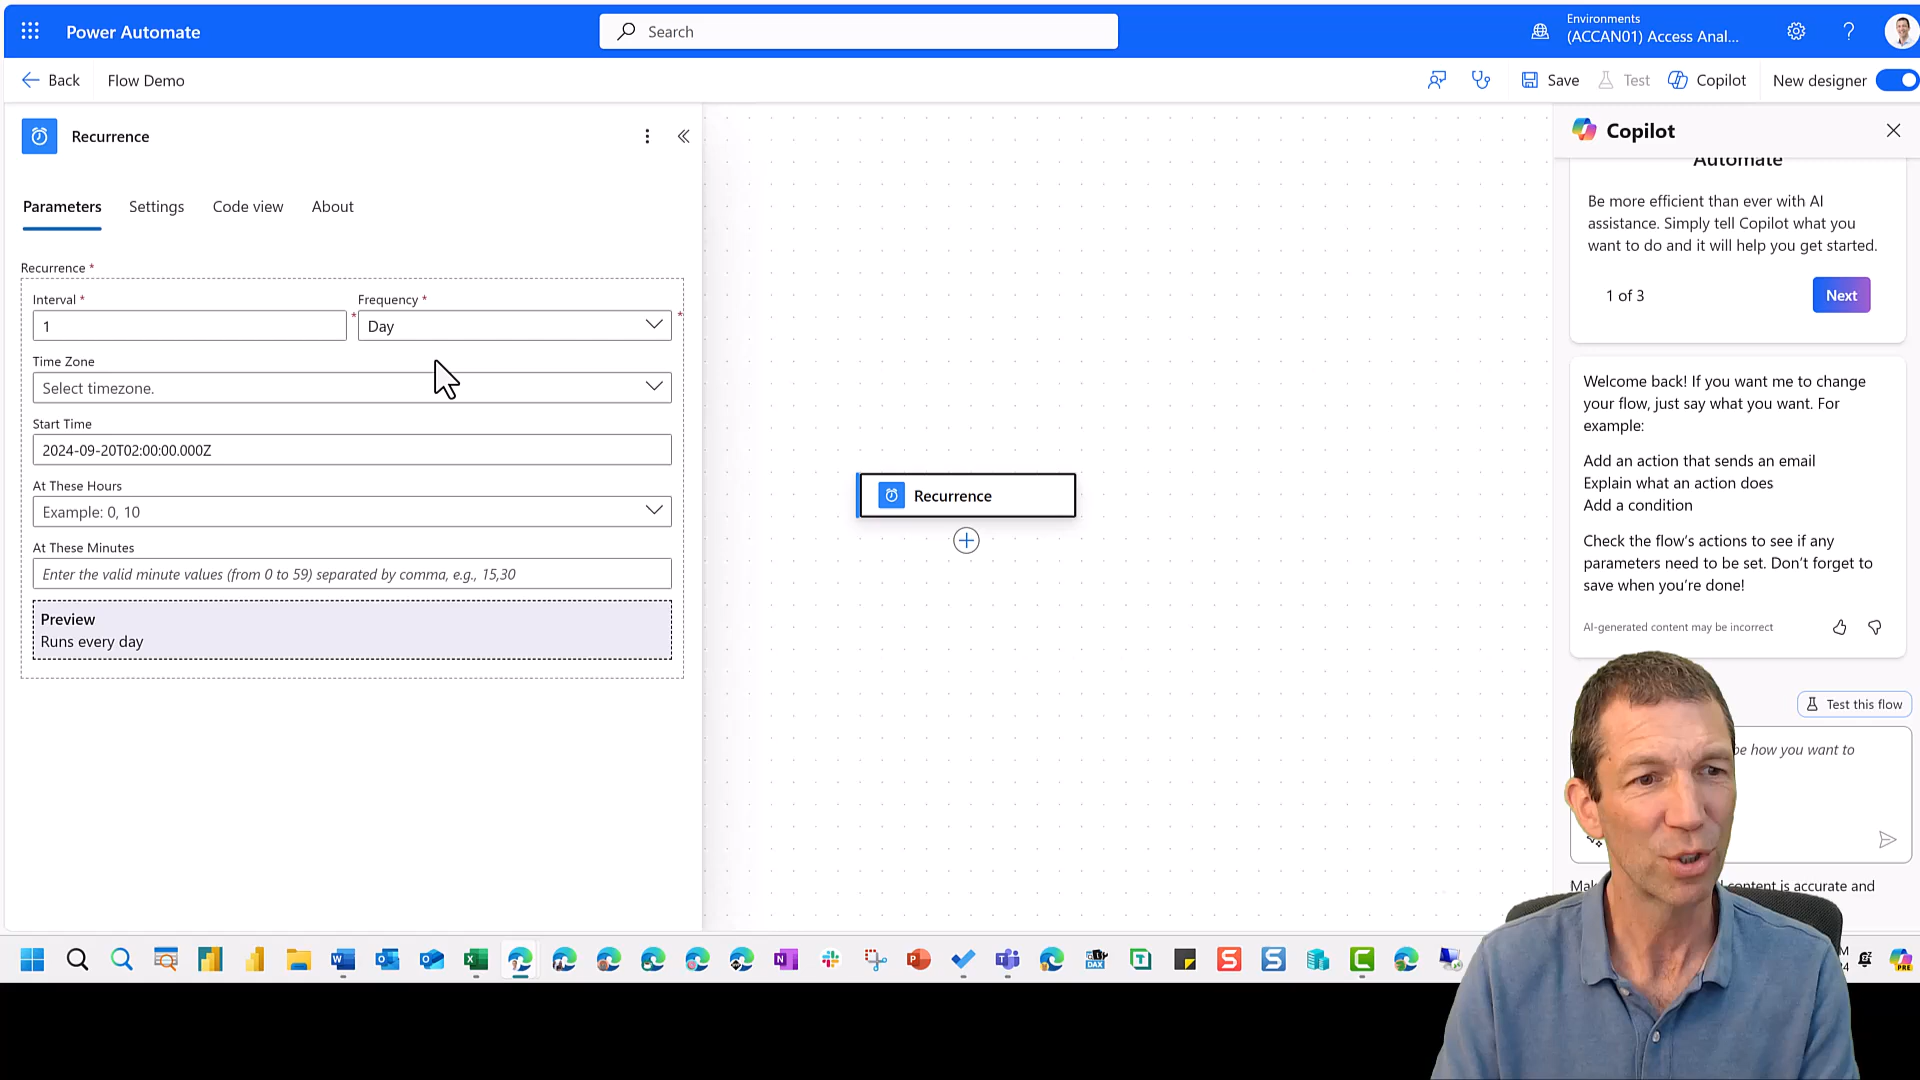 Power Automate
Search
Environments
(ACCAN01) Access Anal...
Back
Flow Demo
Save
Test
Copilot
New designer
Recurrence
Parameters
Settings
Code view
About
Recurrence *
Interval *
Frequency *
1
*
Day
*
Time Zone
Select timezone.
Start Time
2024-09-20T02:00:00.000Z
At These Hours
Example: 0, 10
At These Minutes
Enter the valid minute values (from 0 to 59) separated by comma, e.g., 15,30
Preview
Runs every day
Recurrence
Copilot
Automate
Be more efficient than ever with AI
assistance. Simply tell Copilot what you
want to do and it will help you get started.
1 of 3
Next
Welcome back! If you want me to change
your flow, just say what you want. For
example:
Add an action that sends an email
Explain what an action does
Add a condition
Check the flow's actions to see if any
parameters need to be set. Don't forget to
save when you're done!
AI-generated content may be incorrect
Test this flow
how you want to
content is accurate and
DAX
PRE